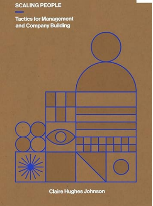 SCALING PEOPLE
Tactics for Management
and Company Building
Claire Hughes Johnson